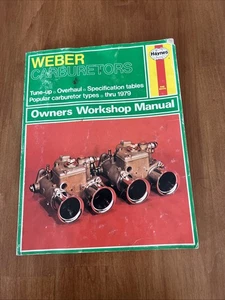 WEBER
CARBURETORS
Haynes
Tune-up • Overhaul • Specification tables
Popular carburetor types • thru 1979
Owners Workshop Manual